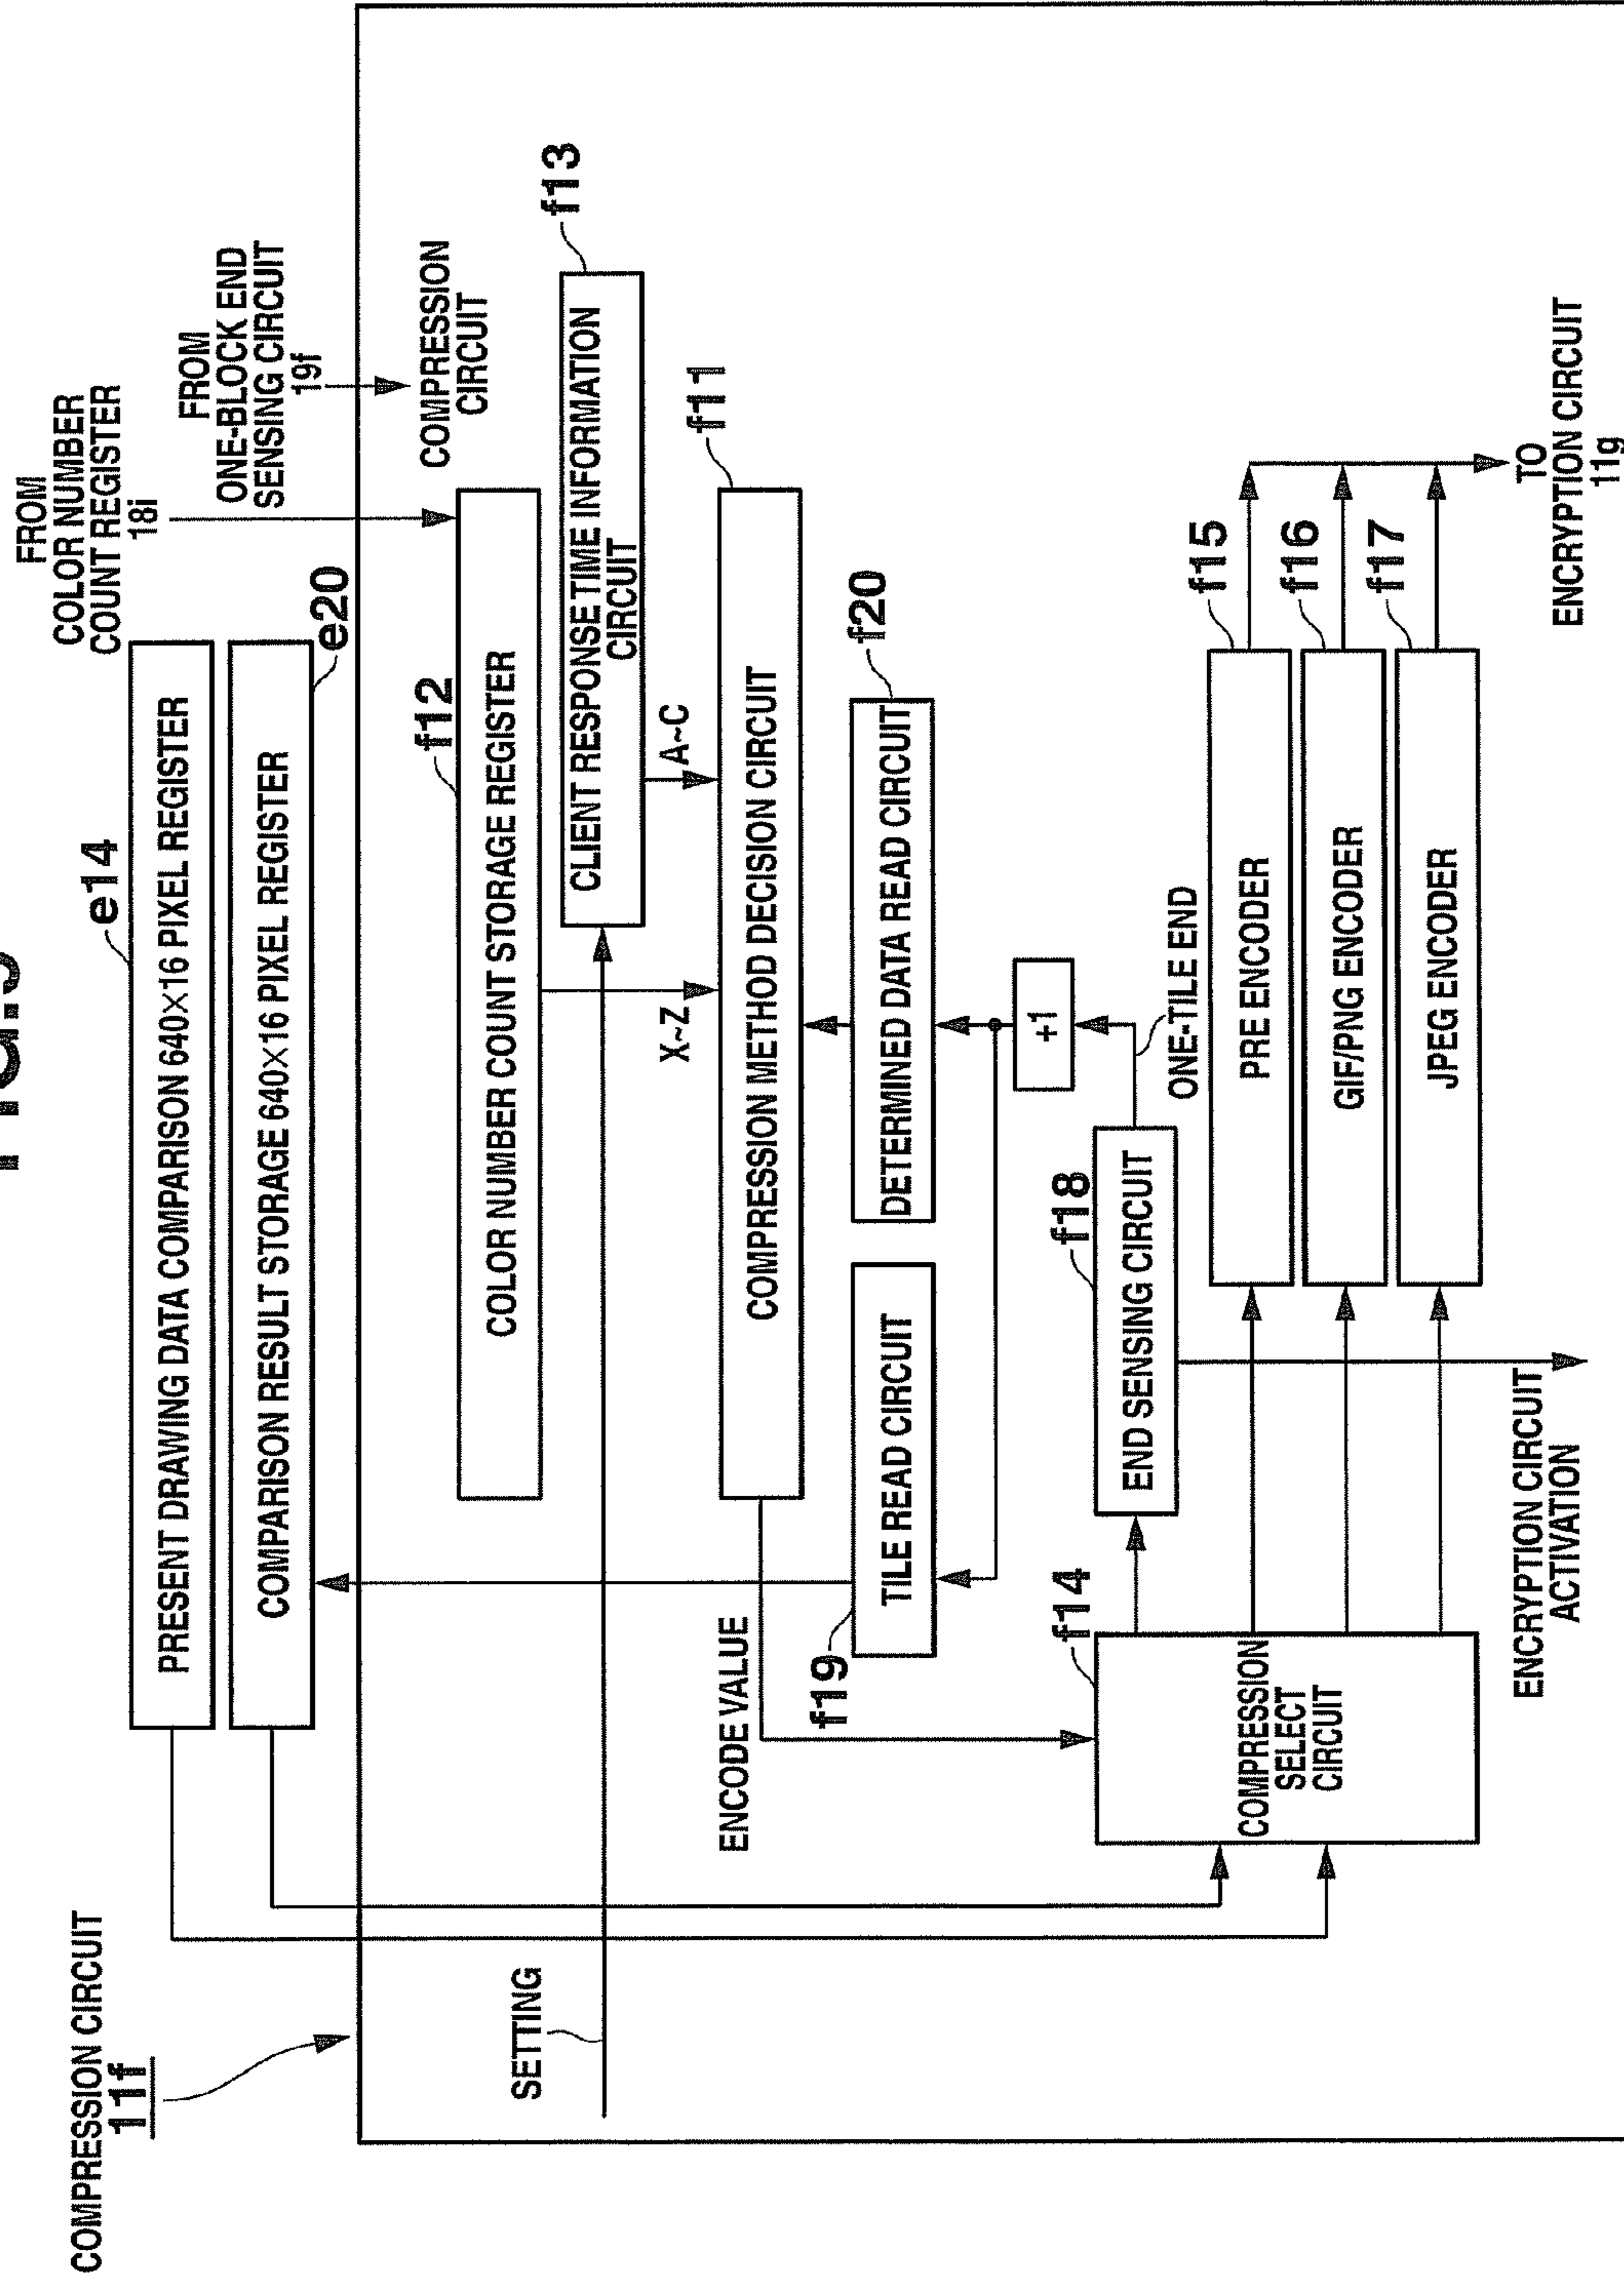 FIG.9
COMPRESSION CIRCUIT
11f
e14
PRESENT DRAWING DATA COMPARISON 640×16 PIXEL REGISTER
COMPARISON RESULT STORAGE 640×16 PIXEL REGISTER
e20
FROM
COLOR NUMBER
COUNT REGISTER
18i
FROM
ONE-BLOCK END
SENSING CIRCUIT
19f
COMPRESSION
CIRCUIT
SETTING
f12
COLOR NUMBER COUNT STORAGE REGISTER
f13
CLIENT RESPONSE TIME INFORMATION
CIRCUIT
X~Z
A~C
f11
COMPRESSION METHOD DECISION CIRCUIT
ENCODE VALUE
f19
TILE READ CIRCUIT
f20
DETERMINED DATA READ CIRCUIT
+1
f14
COMPRESSION
SELECT
CIRCUIT
f18
END SENSING CIRCUIT
ONE-TILE END
f15
PRE ENCODER
f16
GIF/PNG ENCODER
f17
JPEG ENCODER
ENCRYPTION CIRCUIT
ACTIVATION
TO
ENCRYPTION CIRCUIT
11g